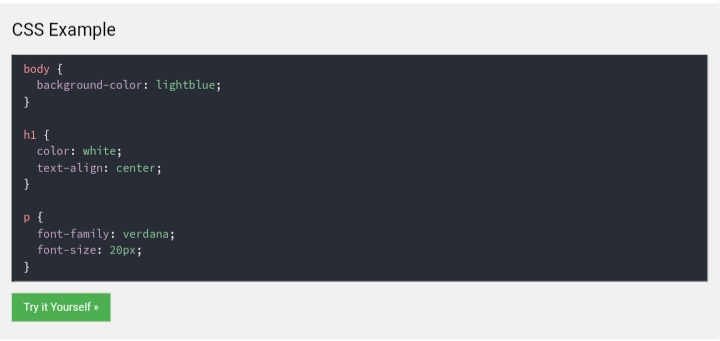 CSS Example
body {
  background-color: lightblue;
}
h1 {
  color: white;
  text-align: center;
}
p {
  font-family: verdana;
  font-size: 20px;
}
Try it Yourself »